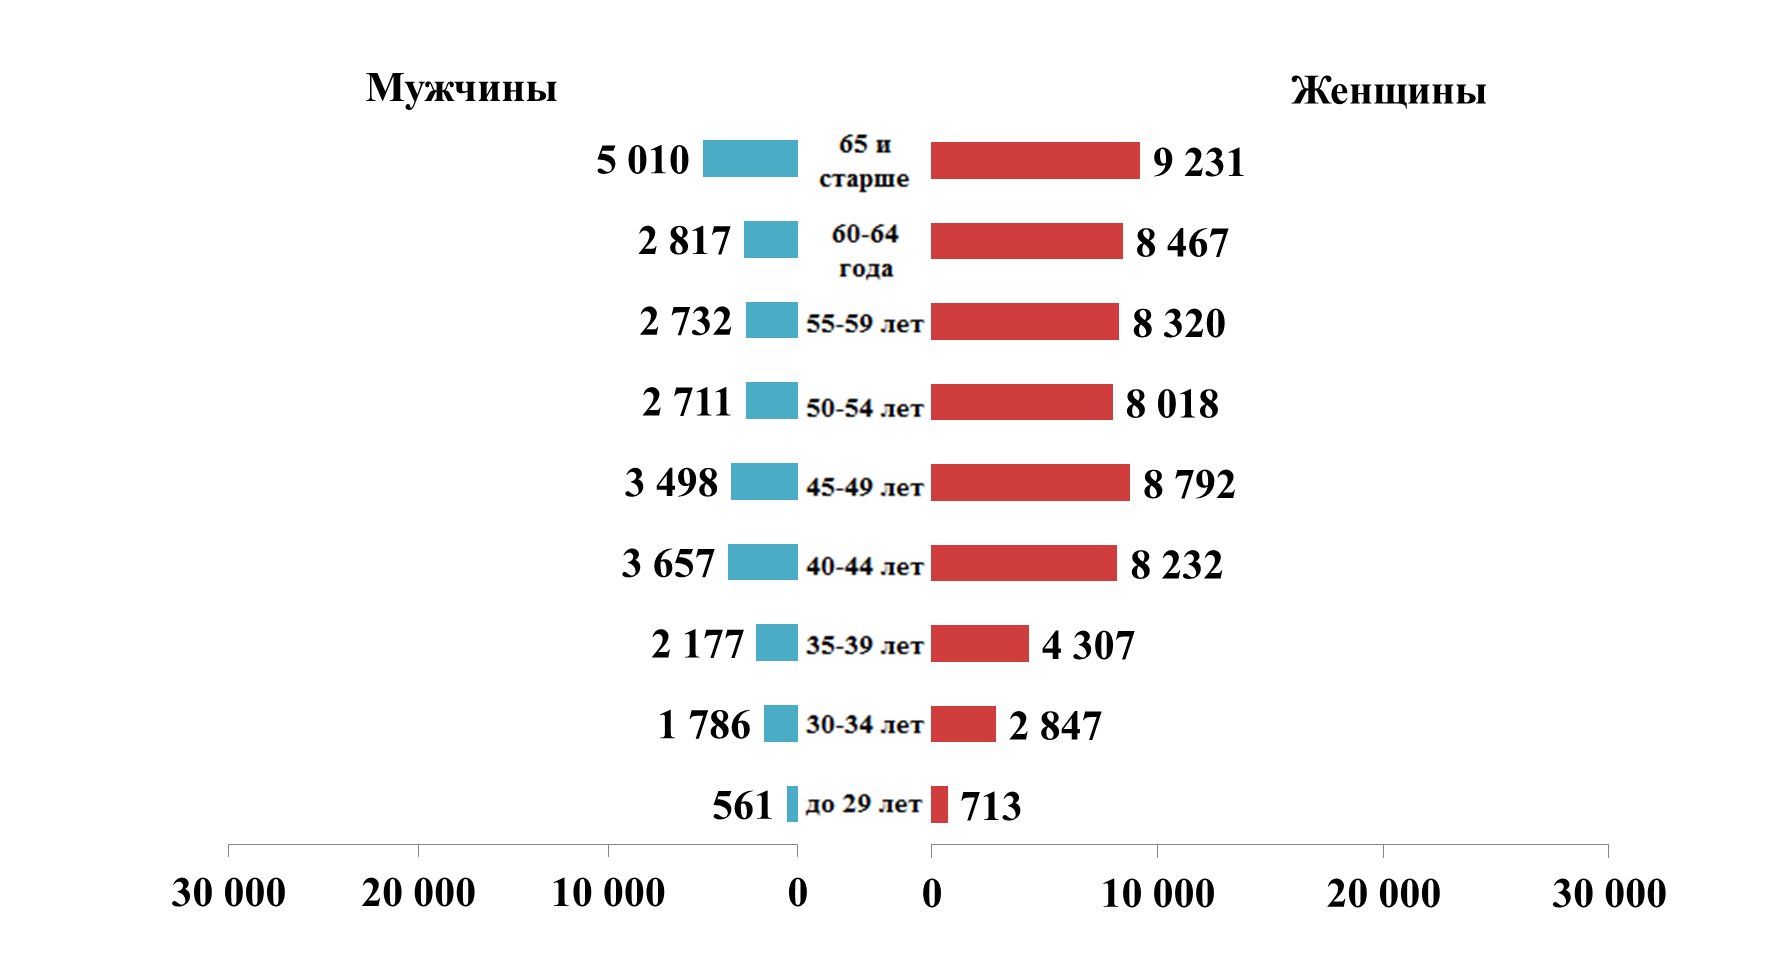 Мужчины
Женщины
5 010
65 и
старше
9 231
2 817
60-64
года
8 467
2 732
55-59 лет
8 320
2 711
50-54 лет
8 018
3 498
45-49 лет
8 792
3 657
40-44 лет
8 232
2 177
35-39 лет
4 307
1 786
30-34 лет
2 847
561
до 29 лет
713
30 000
20 000
10 000
0
0
10 000
20 000
30 000